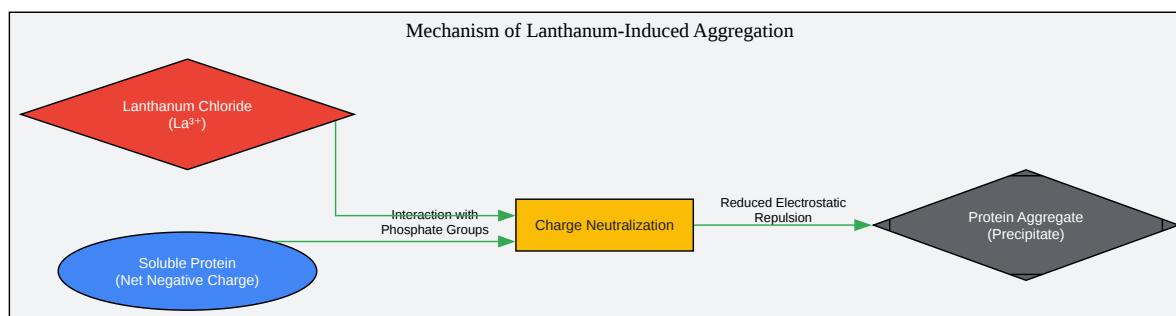 Mechanism of Lanthanum-Induced Aggregation
Lanthanum Chloride
(La³⁺)
Interaction with
Phosphate Groups
Soluble Protein
(Net Negative Charge)
Charge Neutralization
Reduced Electrostatic
Repulsion
Protein Aggregate
(Precipitate)